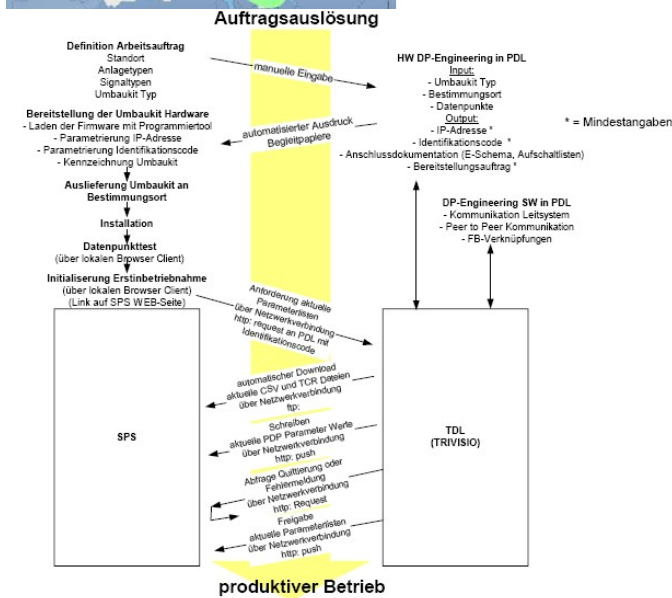 Auftragsauslösung
Definition Arbeitsauftrag
Standort
Anlagetypen
Signaltypen
Umbaukit Typ
manuelle Eingabe
HW DP-Engineering in PDL
Input:
- Umbaukit Typ
- Bestimmungsort
- Datenpunkte
Output:
- IP-Adresse *
- Identifikationscode *
- Anschlussdokumentation (E-Schema, Aufschaltlisten)
- Bereitstellungsauftrag *
* = Mindestangaben
Bereitstellung der Umbaukit Hardware
- Laden der Firmware mit Programmiertool
- Parametrierung IP-Adresse
- Parametrierung Identifikationscode
- Kennzeichnung Umbaukit
automatisierter Ausdruck
Begleitpapiere
Auslieferung Umbaukit an
Bestimmungsort
Installation
Datenpunkttest
(über lokalen Browser Client)
Initialiserung Erstinbetriebnahme
(über lokalen Browser Client)
(Link auf SPS WEB-Seite)
DP-Engineering SW in PDL
- Kommunikation Leitsystem
- Peer to Peer Kommunikation
- FB-Verknüpfungen
Anforderung aktuelle
Parameterlisten
über Netzwerkverbindung
http: request an PDL mit
Identifikationscode
automatischer Download
aktuelle CSV und TCR Dateien
über Netzwerkverbindung
ftp:
SPS
TDL
(TRIVISIO)
Schreiben
aktuelle PDP Parameter Werte
über Netzwerkverbindung
http: push
Abfrage Quittierung oder
Fehlermeldung
über Netzwerkverbindung
http: Request
Freigabe
aktuelle Parameterlisten
über Netzwerkverbindung
http: push
produktiver Betrieb